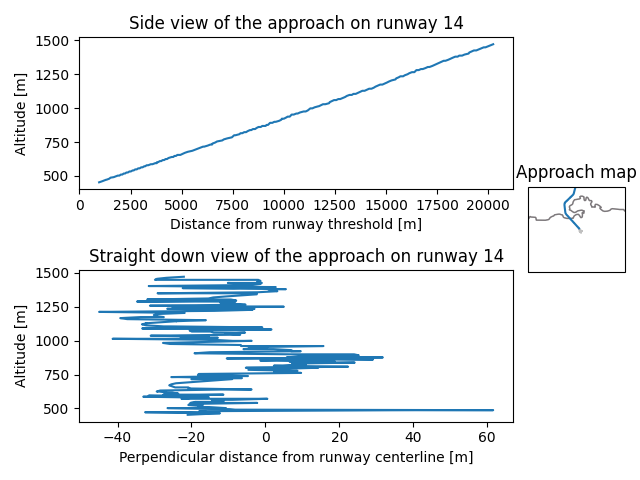 Side view of the approach on runway 14
1500
1250
1000
750
500
Altitude [m]
0 2500 5000 7500 10000 12500 15000 17500 20000
Distance from runway threshold [m]
Approach map
Straight down view of the approach on runway 14
1500
1250
1000
750
500
Altitude [m]
−40 −20 0 20 40 60
Perpendicular distance from runway centerline [m]